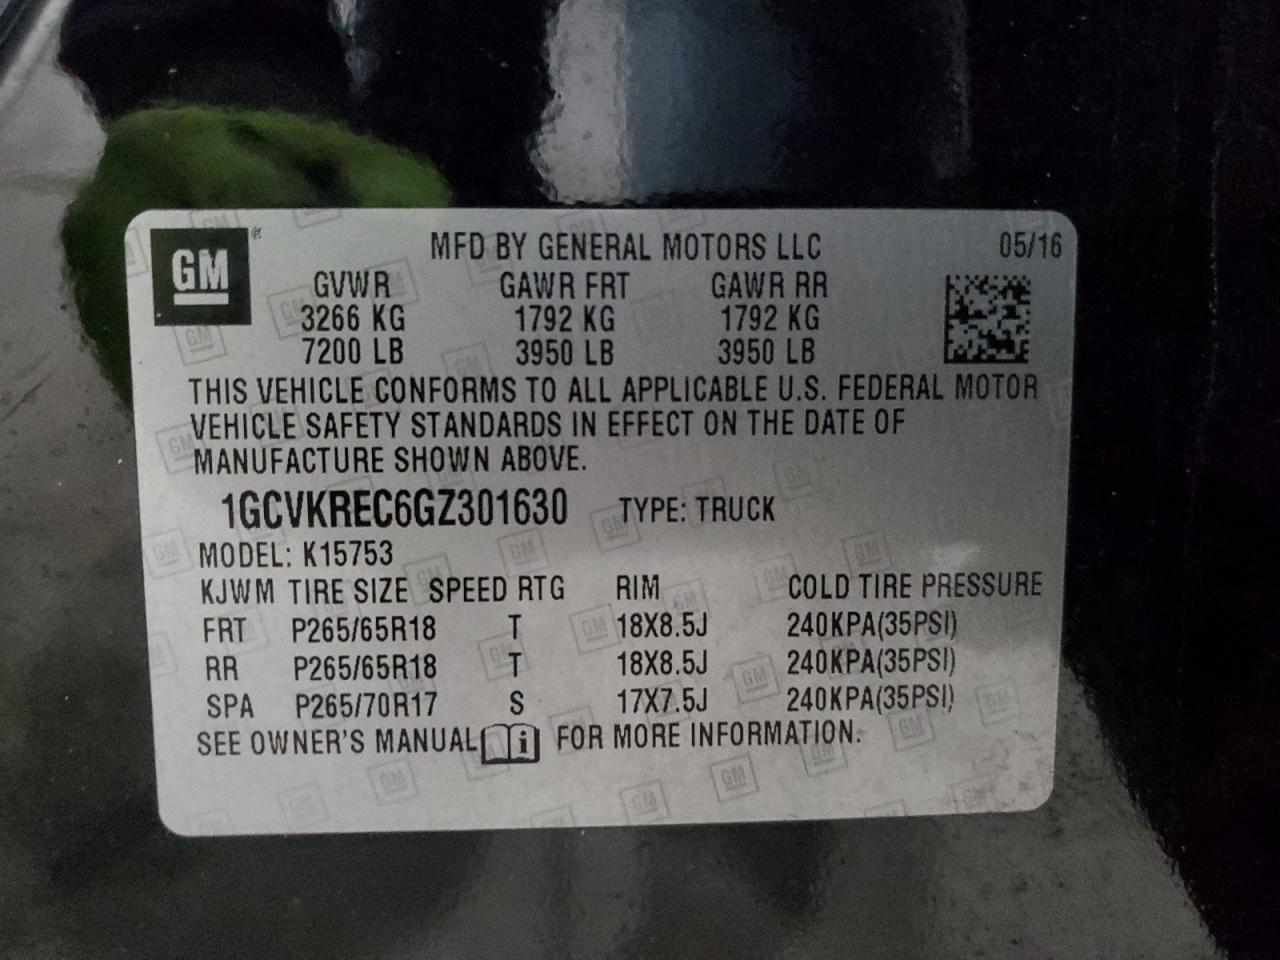 GM ® MFD BY GENERAL MOTORS LLC 05/16
GVWR GAWR FRT GAWR RR
3266 KG 1792 KG 1792 KG
7200 LB 3950 LB 3950 LB
THIS VEHICLE CONFORMS TO ALL APPLICABLE U.S. FEDERAL MOTOR
VEHICLE SAFETY STANDARDS IN EFFECT ON THE DATE OF
MANUFACTURE SHOWN ABOVE.
1GCVKREC6GZ301630 TYPE: TRUCK
MODEL: K15753
KJWM TIRE SIZE SPEED RTG RIM COLD TIRE PRESSURE
FRT P265/65R18 T 18X8.5J 240KPA(35PSI)
RR P265/65R18 T 18X8.5J 240KPA(35PSI)
SPA P265/70R17 S 17X7.5J 240KPA(35PSI)
SEE OWNER'S MANUAL i FOR MORE INFORMATION.